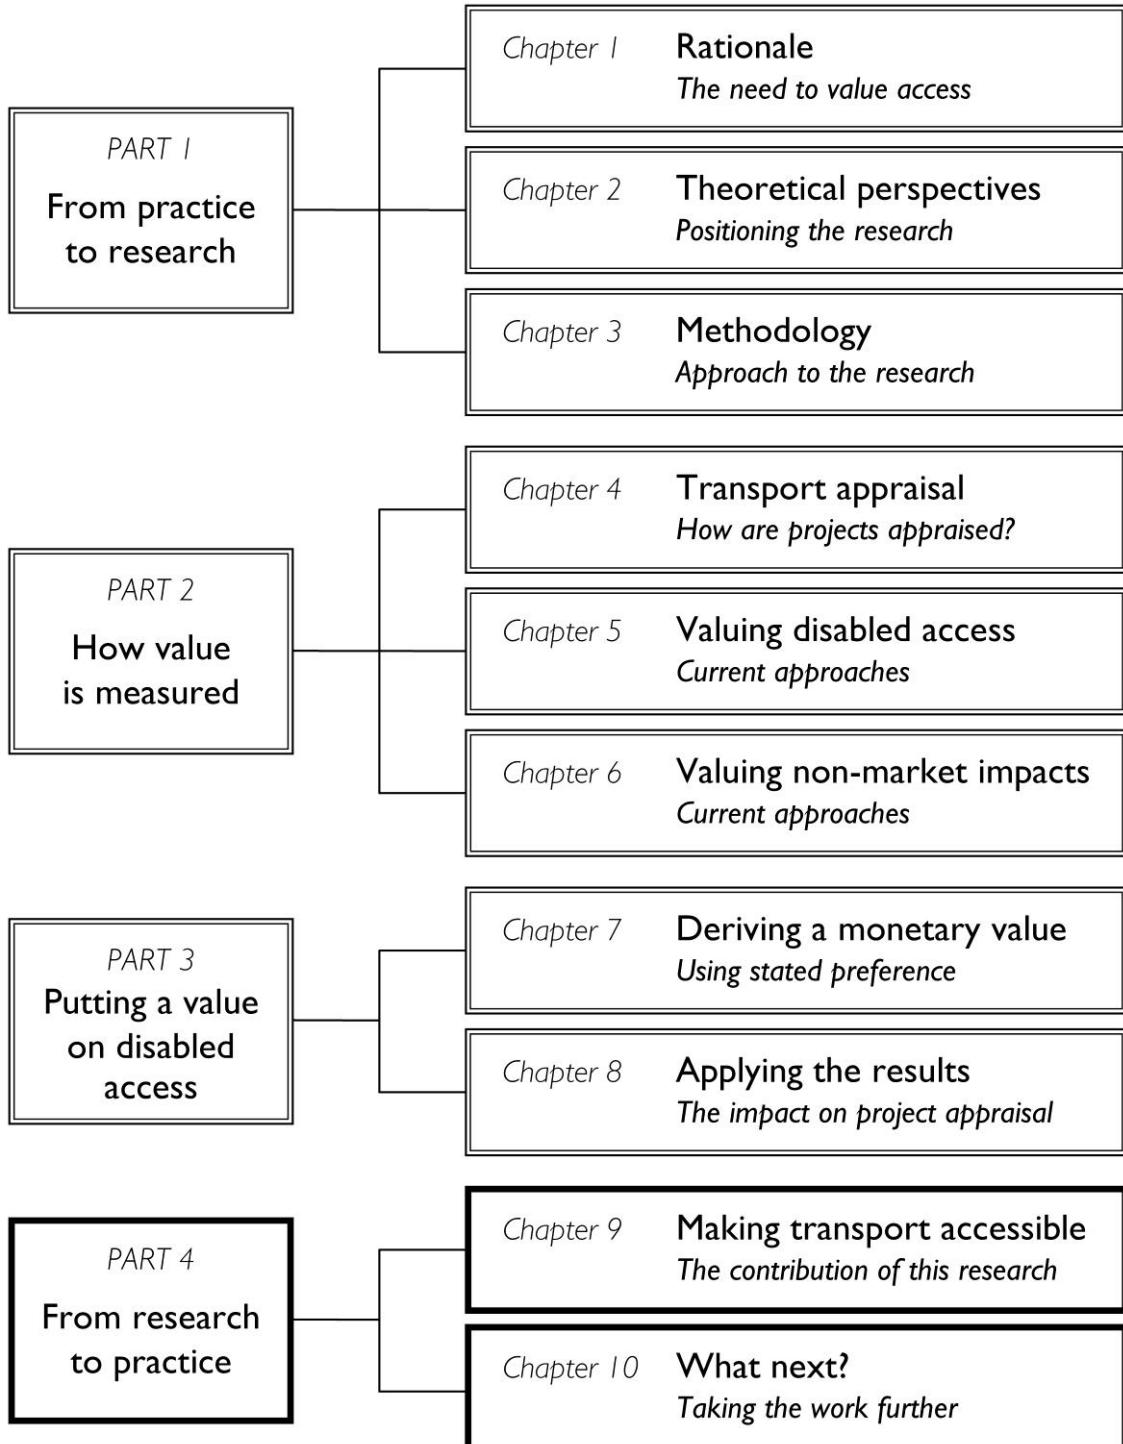 PART 1
From practice
to research
Chapter 1 Rationale
The need to value access
Chapter 2 Theoretical perspectives
Positioning the research
Chapter 3 Methodology
Approach to the research
PART 2
How value
is measured
Chapter 4 Transport appraisal
How are projects appraised?
Chapter 5 Valuing disabled access
Current approaches
Chapter 6 Valuing non-market impacts
Current approaches
PART 3
Putting a value
on disabled
access
Chapter 7 Deriving a monetary value
Using stated preference
Chapter 8 Applying the results
The impact on project appraisal
PART 4
From research
to practice
Chapter 9 Making transport accessible
The contribution of this research
Chapter 10 What next?
Taking the work further